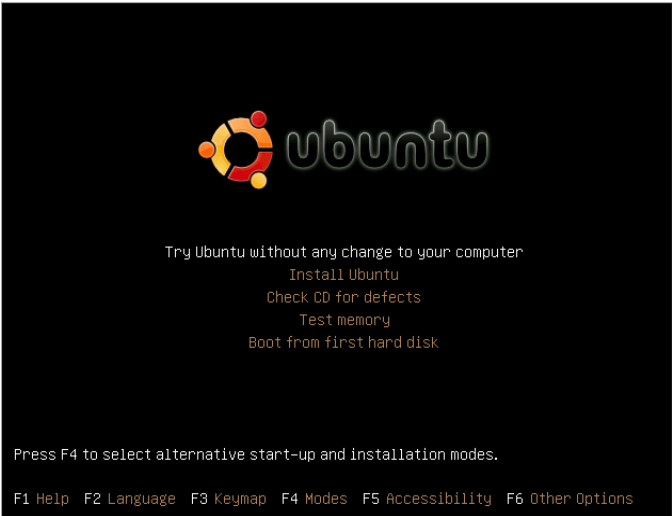 ubuntu
Try Ubuntu without any change to your computer
Install Ubuntu
Check CD for defects
Test memory
Boot from first hard disk
Press F4 to select alternative start-up and installation modes.
F1 Help F2 Language F3 Keymap F4 Modes F5 Accessibility F6 Other Options